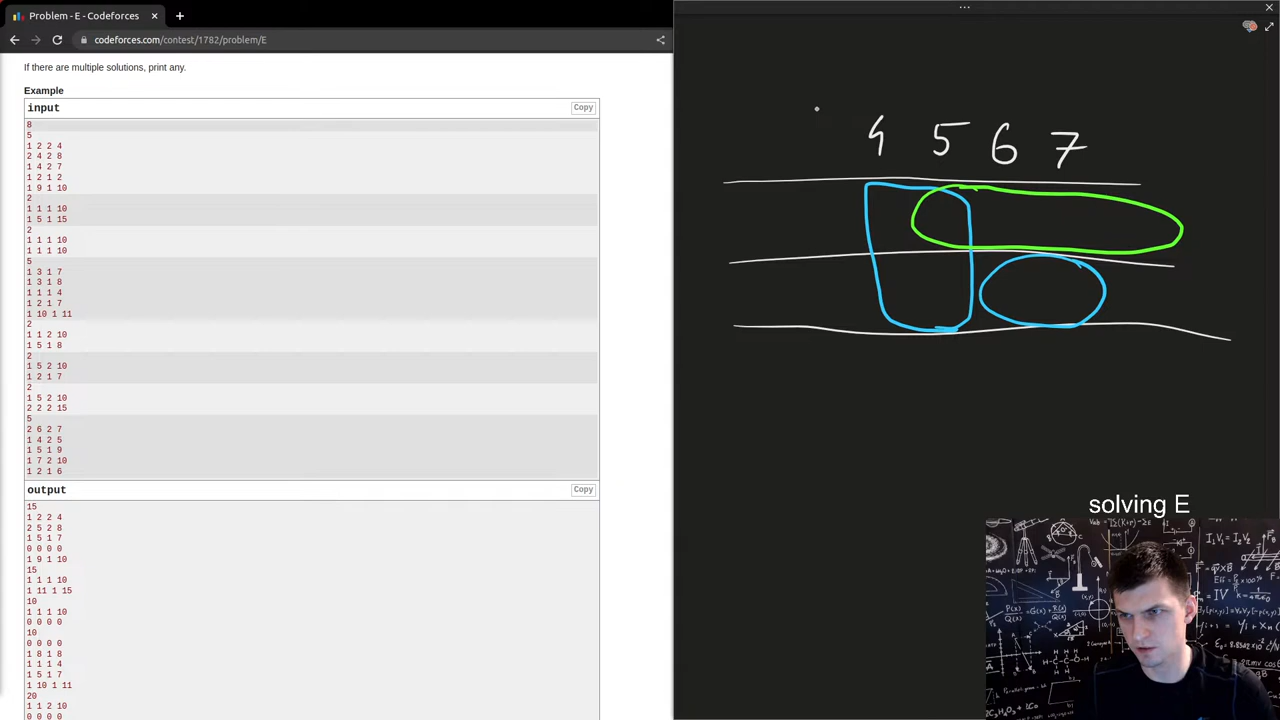 Problem - E - Codeforces
codeforces.com/contest/1782/problem/E
If there are multiple solutions, print any.
Example
input
Copy
8
5
1 2 2 4
2 4 2 8
1 4 2 7
1 2 1 2
1 9 1 10
2
1 1 1 10
1 5 1 15
2
1 1 1 10
1 1 1 10
5
1 3 1 7
1 3 1 8
1 1 1 4
1 2 1 7
1 10 1 11
2
1 1 2 10
1 5 1 8
2
1 5 2 10
1 2 1 7
2
1 5 2 10
2 2 2 15
5
2 6 2 7
1 4 2 5
1 5 1 9
1 7 2 10
1 2 1 6
output
Copy
15
1 2 2 4
2 5 2 8
1 5 1 7
0 0 0 0
1 9 1 10
15
1 1 1 10
1 11 1 15
10
1 1 1 10
0 0 0 0
10
0 0 0 0
1 8 1 8
1 1 1 4
1 5 1 7
1 10 1 11
20
1 1 2 10
0 0 0 0
4 5 6 7
solving E